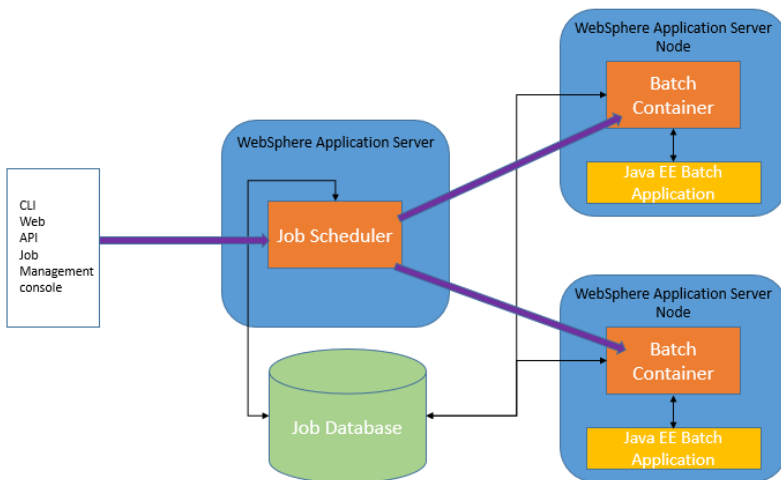 CLI
Web
API
Job
Management
console
WebSphere Application Server
Job Scheduler
Job Database
WebSphere Application Server
Node
Batch
Container
Java EE Batch
Application
WebSphere Application Server
Node
Batch
Container
Java EE Batch
Application